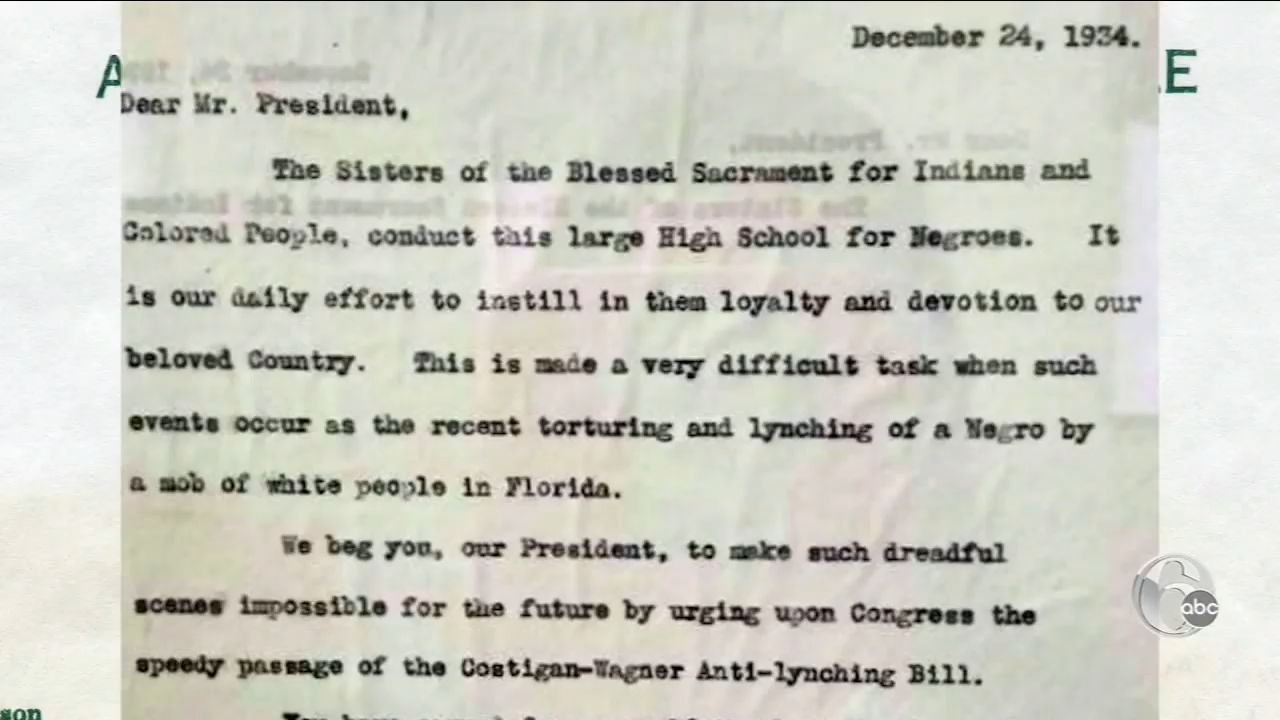 A E
December 24, 1934.
Dear Mr. President,
The Sisters of the Blessed Sacrament for Indians and
Colored People, conduct this large High School for Negroes. It
is our daily effort to instill in them loyalty and devotion to our
beloved Country. This is made a very difficult task when such
events occur as the recent torturing and lynching of a Negro by
a mob of white people in Florida.
We beg you, our President, to make such dreadful
scenes impossible for the future by urging upon Congress the
speedy passage of the Costigan-Wagner Anti-lynching Bill.
6 abc
son